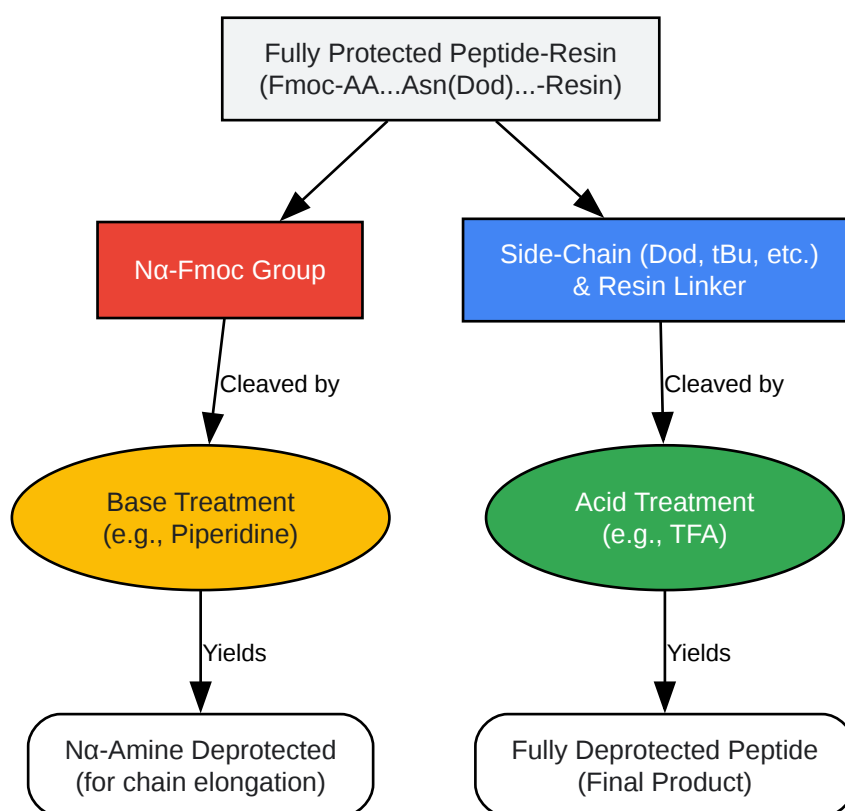 Fully Protected Peptide-Resin
(Fmoc-AA...Asn(Dod)...-Resin)
Nα-Fmoc Group
Side-Chain (Dod, tBu, etc.)
& Resin Linker
Cleaved by
Cleaved by
Base Treatment
(e.g., Piperidine)
Acid Treatment
(e.g., TFA)
Yields
Yields
Nα-Amine Deprotected
(for chain elongation)
Fully Deprotected Peptide
(Final Product)